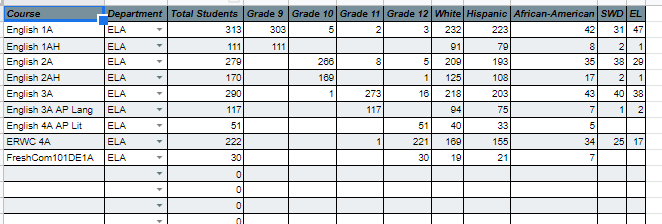 Course Department Total Students Grade 9 Grade 10 Grade 11 Grade 12 White Hispanic African-American SWD EL
English 1A ELA 313 303 5 2 3 232 223 42 31 47
English 1AH ELA 111 111 91 79 8 2 1
English 2A ELA 279 266 8 5 209 193 35 38 29
English 2AH ELA 170 169 1 125 108 17 2 1
English 3A ELA 290 1 273 16 218 203 43 40 38
English 3A AP Lang ELA 117 117 94 75 7 1 2
English 4A AP Lit ELA 51 51 40 33 5
ERWC 4A ELA 222 1 221 169 155 34 25 17
FreshCom101DE1A ELA 30 30 19 21 7
0
0
0
0